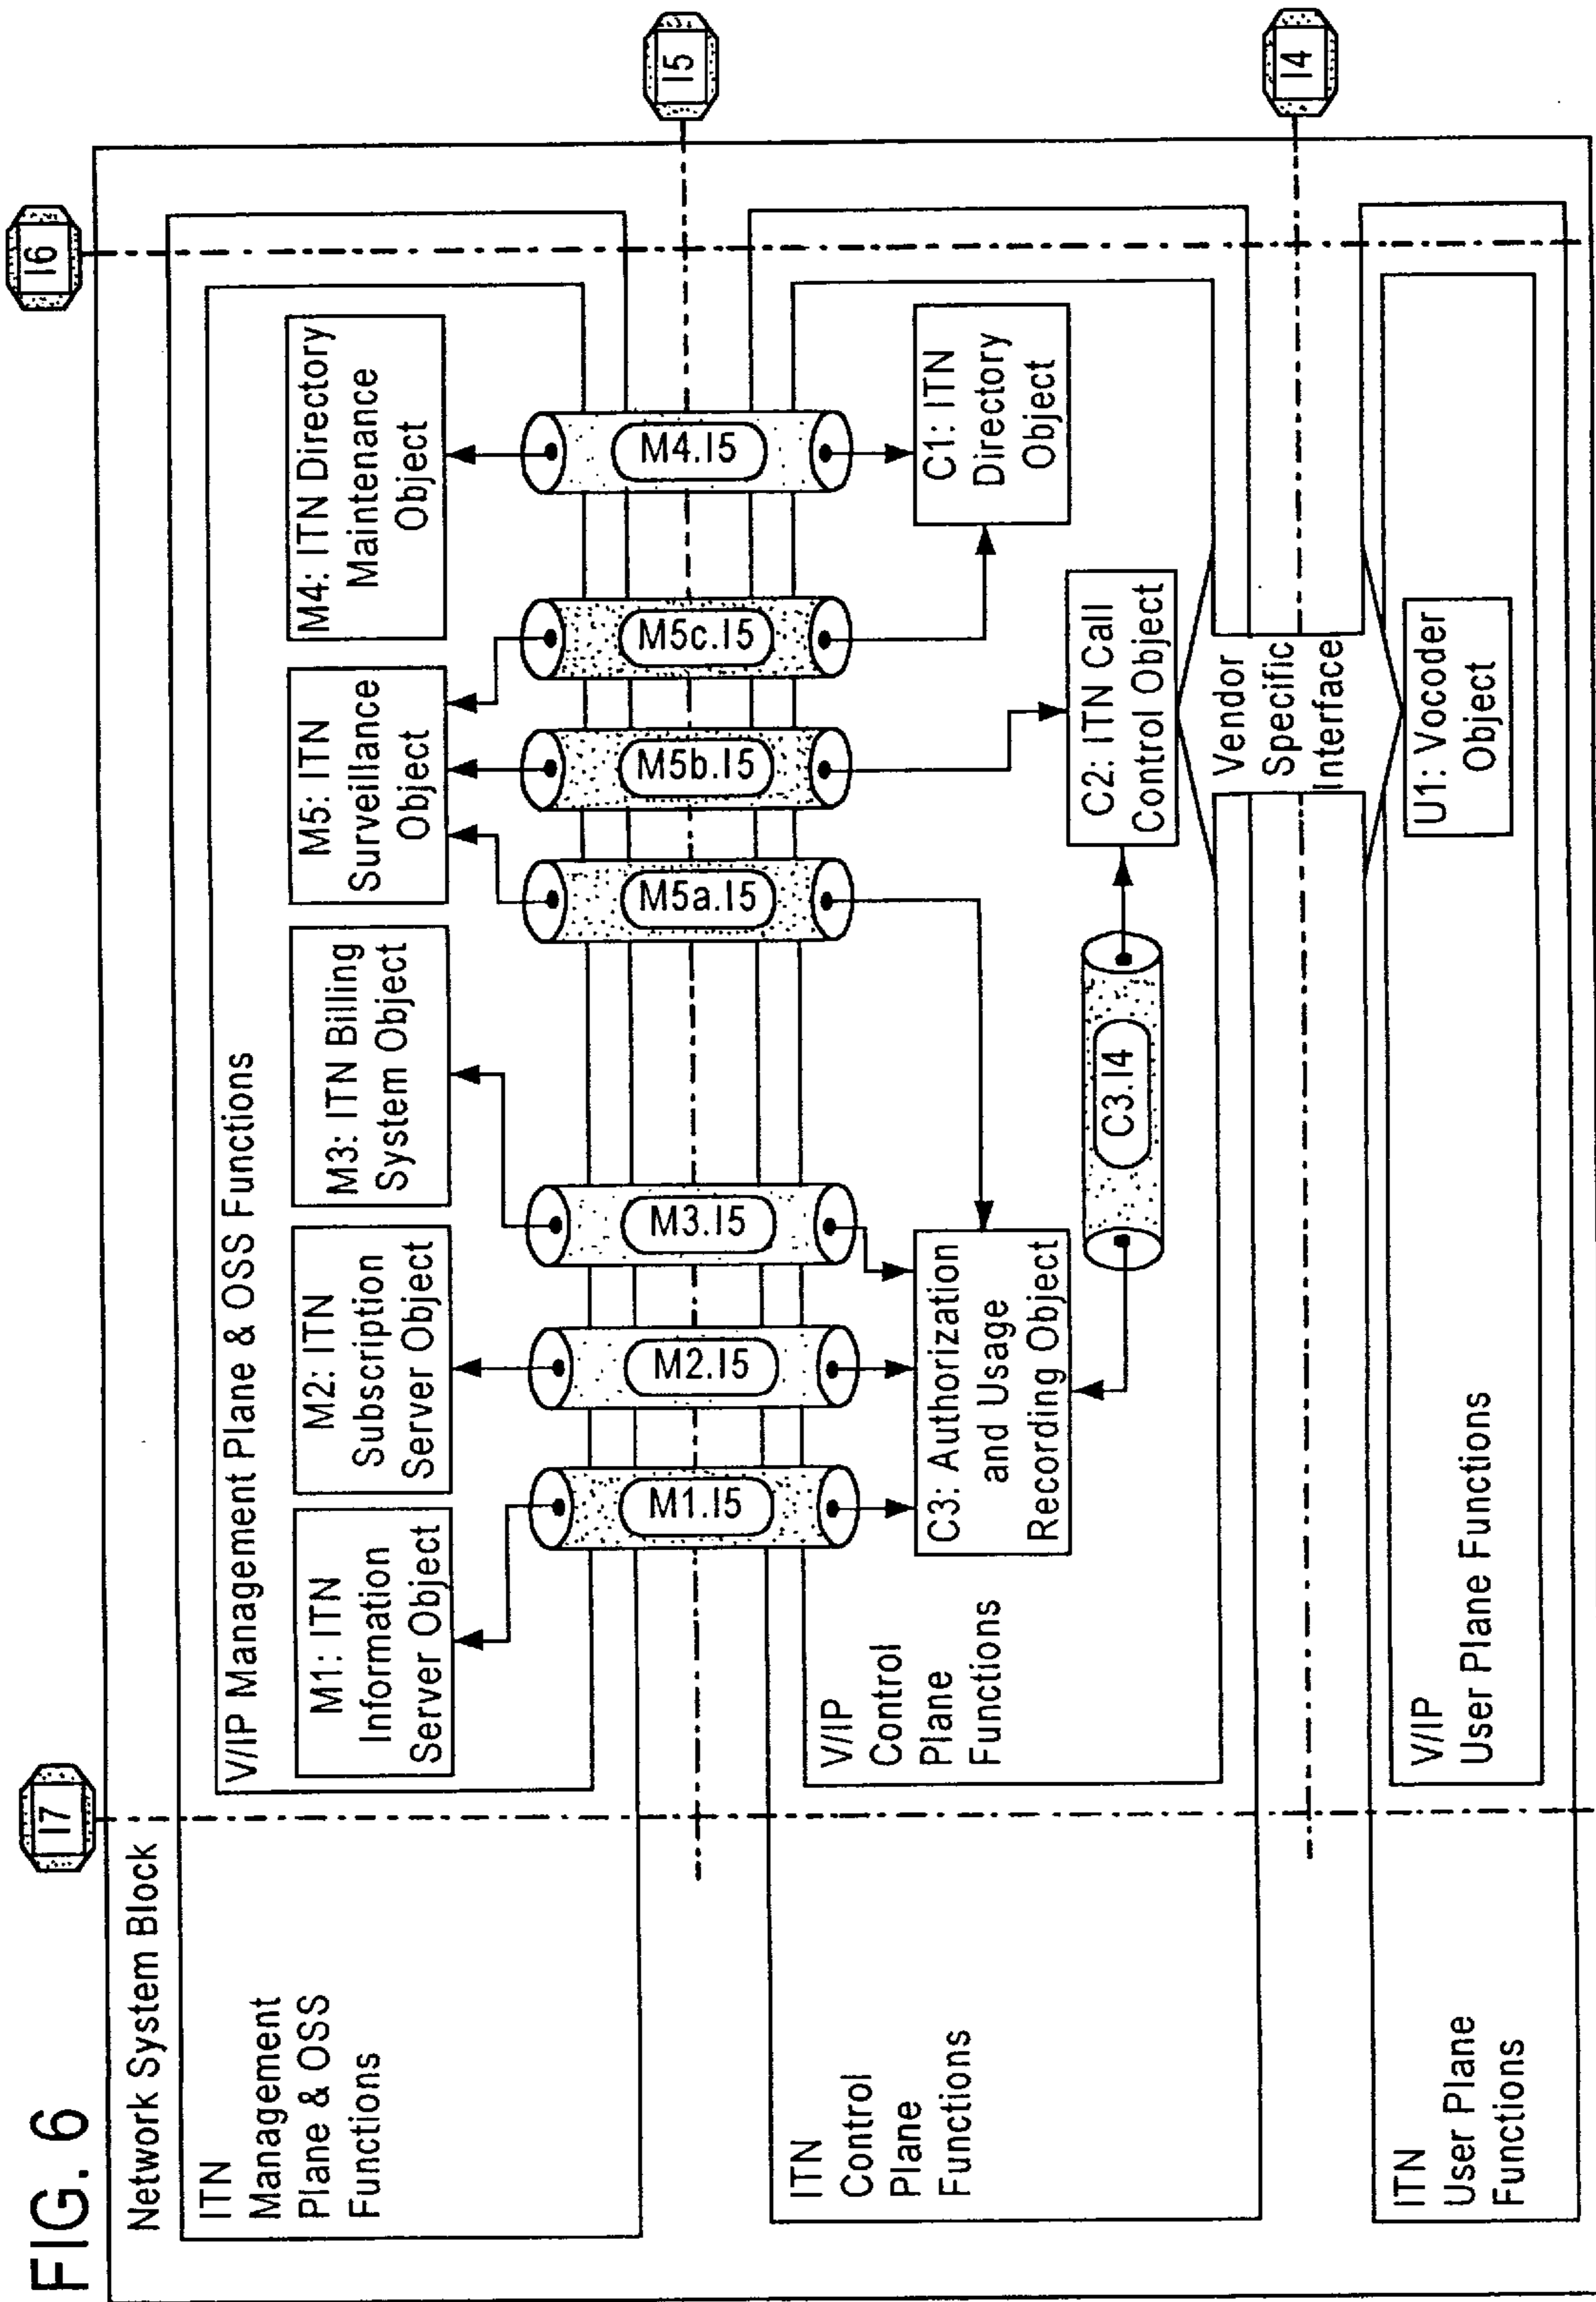 FIG. 6
I7
I6
Network System Block
ITN
Management
Plane & OSS
Functions
V/IP Management Plane & OSS Functions
M1: ITN
Information
Server Object
M2: ITN
Subscription
Server Object
M3: ITN Billing
System Object
M5: ITN
Surveillance
Object
M4: ITN Directory
Maintenance
Object
M1.I5
M2.I5
M3.I5
M5a.I5
M5b.I5
M5c.I5
M4.I5
I5
ITN
Control
Plane
Functions
V/IP
Control
Plane
Functions
C3: Authorization
and Usage
Recording Object
C1: ITN
Directory
Object
C3.I4
C2: ITN Call
Control Object
Vendor
Specific
Interface
I4
ITN
User Plane
Functions
V/IP
User Plane Functions
U1: Vocoder
Object